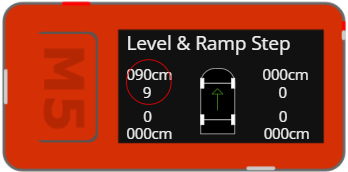 Level & Ramp Step
090cm 000cm
9 0
0 0
000cm 000cm
M5